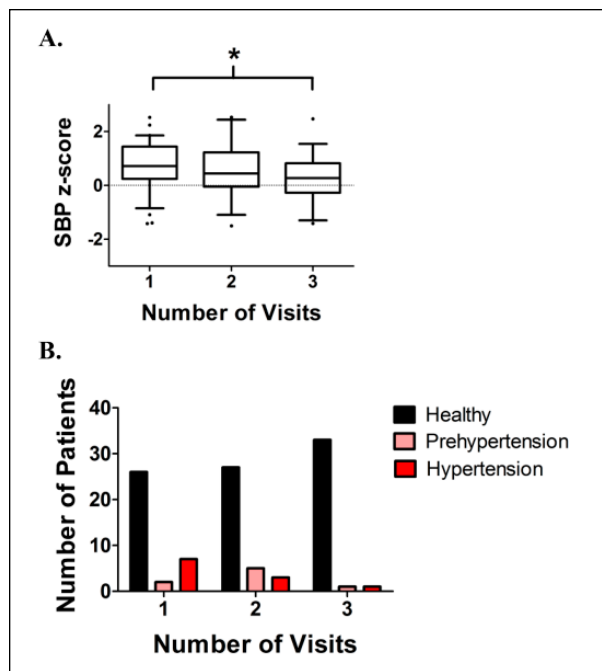 A.
*
SBP z-score
2
0
-2
1 2 3
Number of Visits
B.
Number of Patients
40
30
20
10
0
1 2 3
Number of Visits
Healthy
Prehypertension
Hypertension